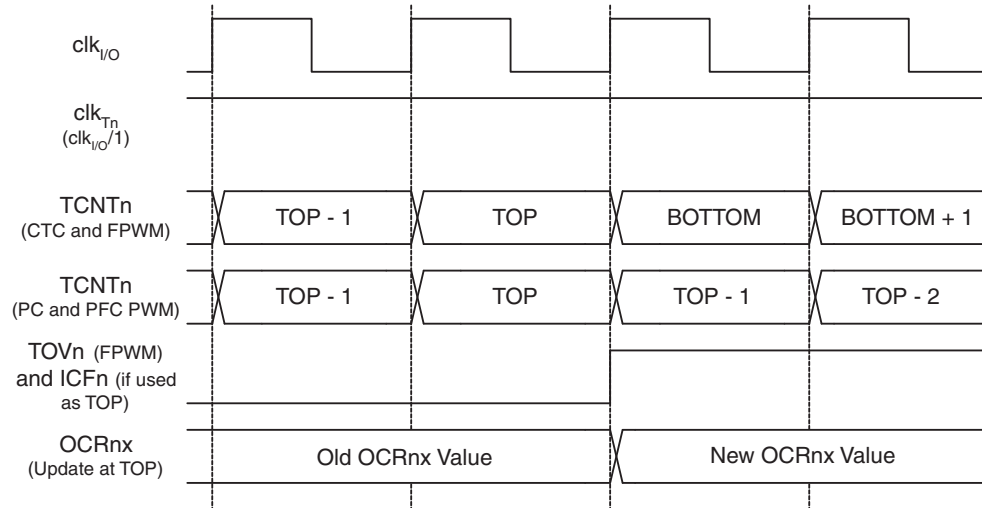 clkI/O
clkTn
(clkI/O/1)
TCNTn
(CTC and FPWM)
TOP - 1
TOP
BOTTOM
BOTTOM + 1
TCNTn
(PC and PFC PWM)
TOP - 1
TOP
TOP - 1
TOP - 2
TOVn (FPWM)
and ICFn (if used
as TOP)
OCRnx
(Update at TOP)
Old OCRnx Value
New OCRnx Value